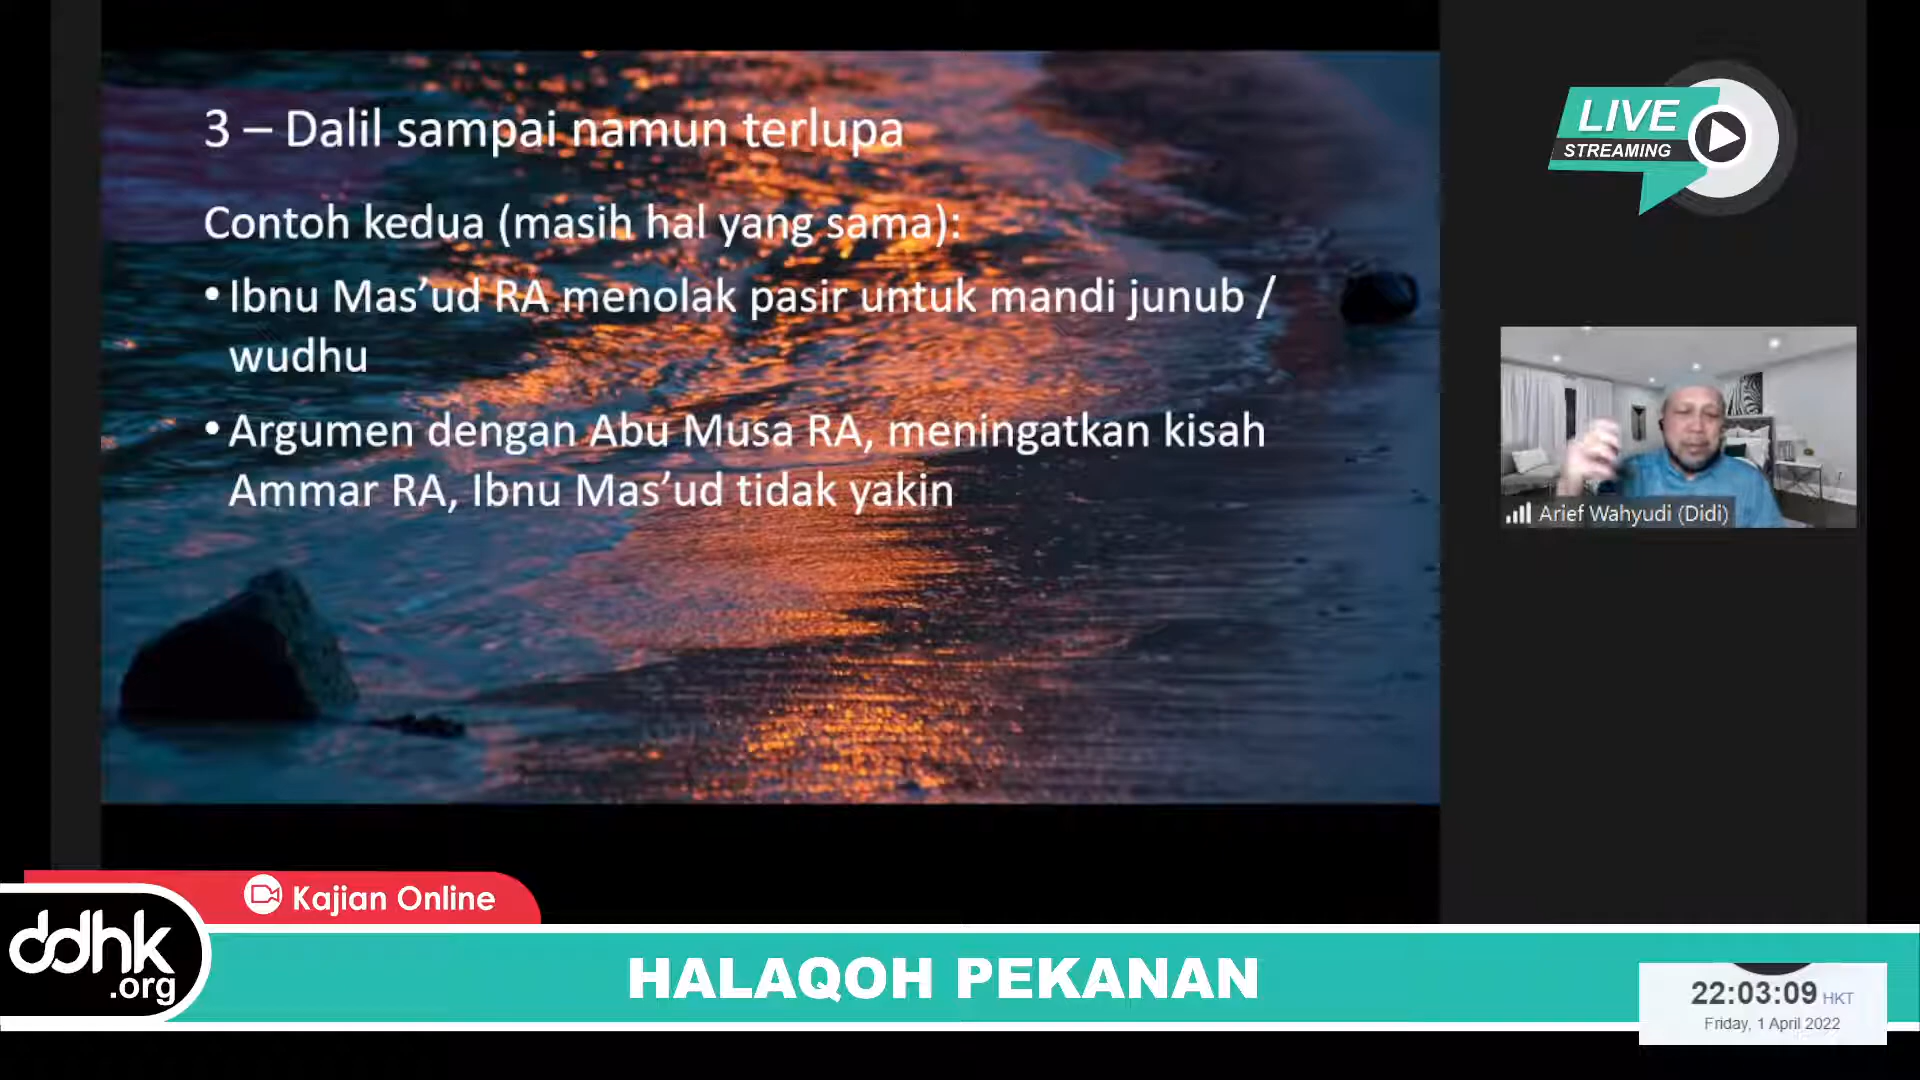 3 – Dalil sampai namun terlupa
Contoh kedua (masih hal yang sama):
•Ibnu Mas’ud RA menolak pasir untuk mandi junub /
wudhu
•Argumen dengan Abu Musa RA, meningatkan kisah
Ammar RA, Ibnu Mas’ud tidak yakin
LIVE
STREAMING
Arief Wahyudi (Didi)
Kajian Online
ddhk
.org
HALAQOH PEKANAN
22:03:09 HKT
Friday, 1 April 2022